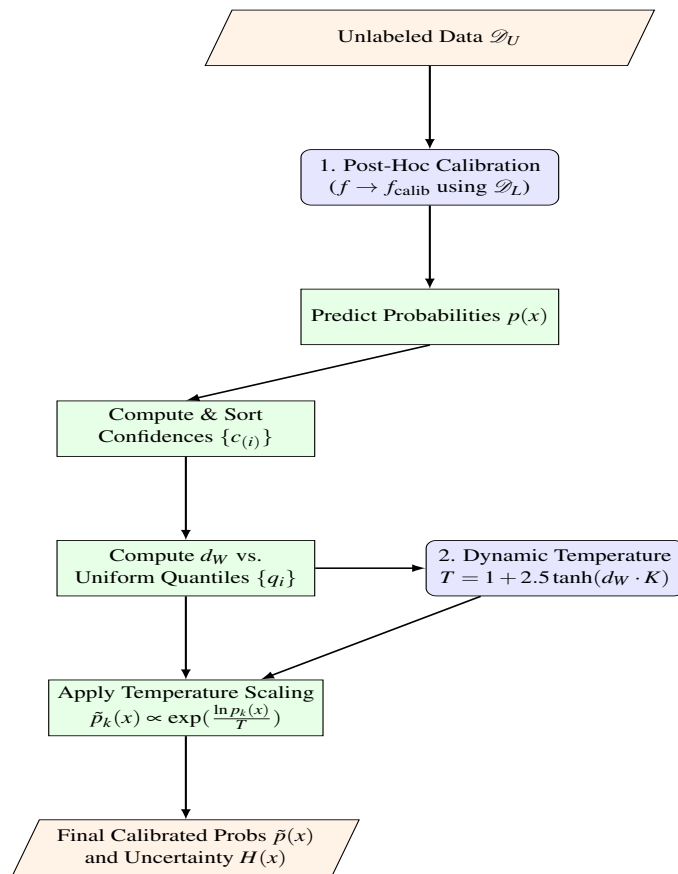 Unlabeled Data 𝒟_U
1. Post-Hoc Calibration
(f → f_calib using 𝒟_L)
Predict Probabilities p(x)
Compute & Sort
Confidences {c_(i)}
Compute d_W vs.
Uniform Quantiles {q_i}
2. Dynamic Temperature
T = 1 + 2.5 tanh(d_W · K)
Apply Temperature Scaling
p̃_k(x) ∝ exp(ln p_k(x)/T)
Final Calibrated Probs p̃(x)
and Uncertainty H(x)